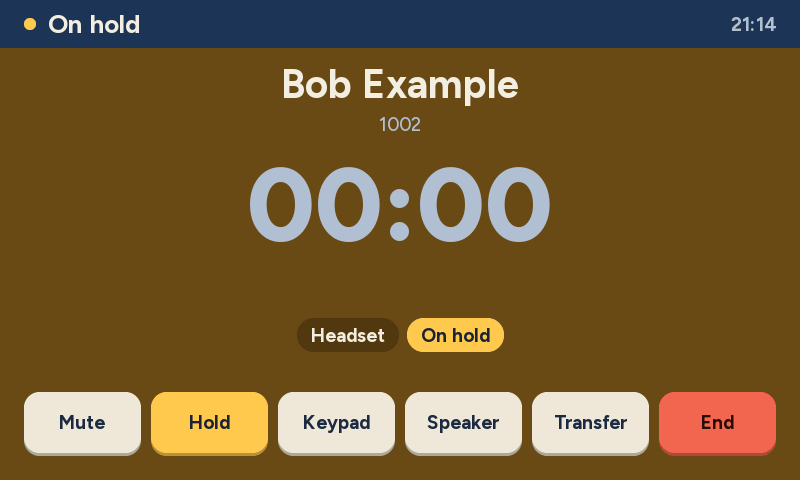 On hold
21:14
Bob Example
1002
00:00
Headset
On hold
Mute
Hold
Keypad
Speaker
Transfer
End